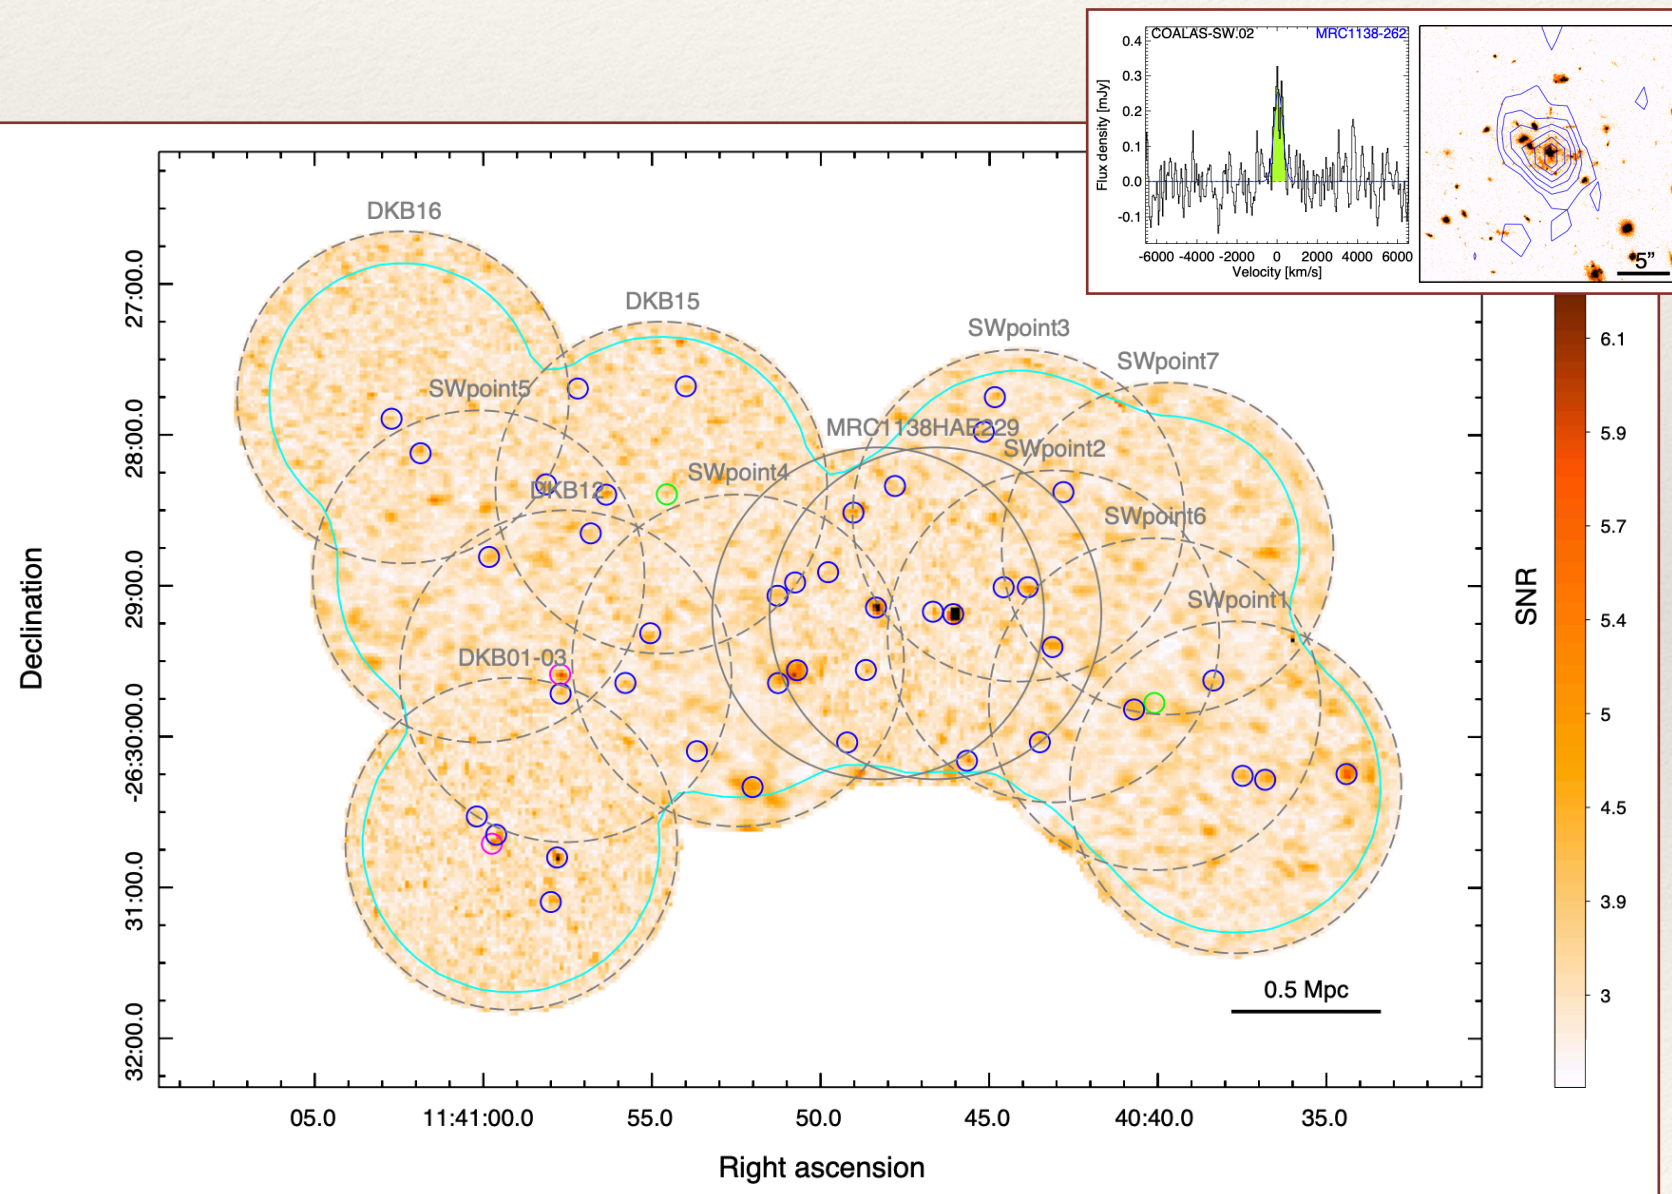 COALAS-SW.02 MRC1138-262
0.4
0.3
0.2
0.1
0.0
-0.1
Flux density [mJy]
-6000 -4000 -2000 0 2000 4000 6000
Velocity [km/s]
5”
DKB16
DKB15
SWpoint3
SWpoint7
SWpoint5
MRC1138HAE229
SWpoint2
SWpoint4
DKB12
SWpoint6
SWpoint1
DKB01-03
0.5 Mpc
27:00.0
28:00.0
29:00.0
-26:30:00.0
31:00.0
32:00.0
Declination
05.0 11:41:00.0 55.0 50.0 45.0 40:40.0 35.0
Right ascension
6.1
5.9
5.7
5.4
5
4.5
3.9
3
SNR